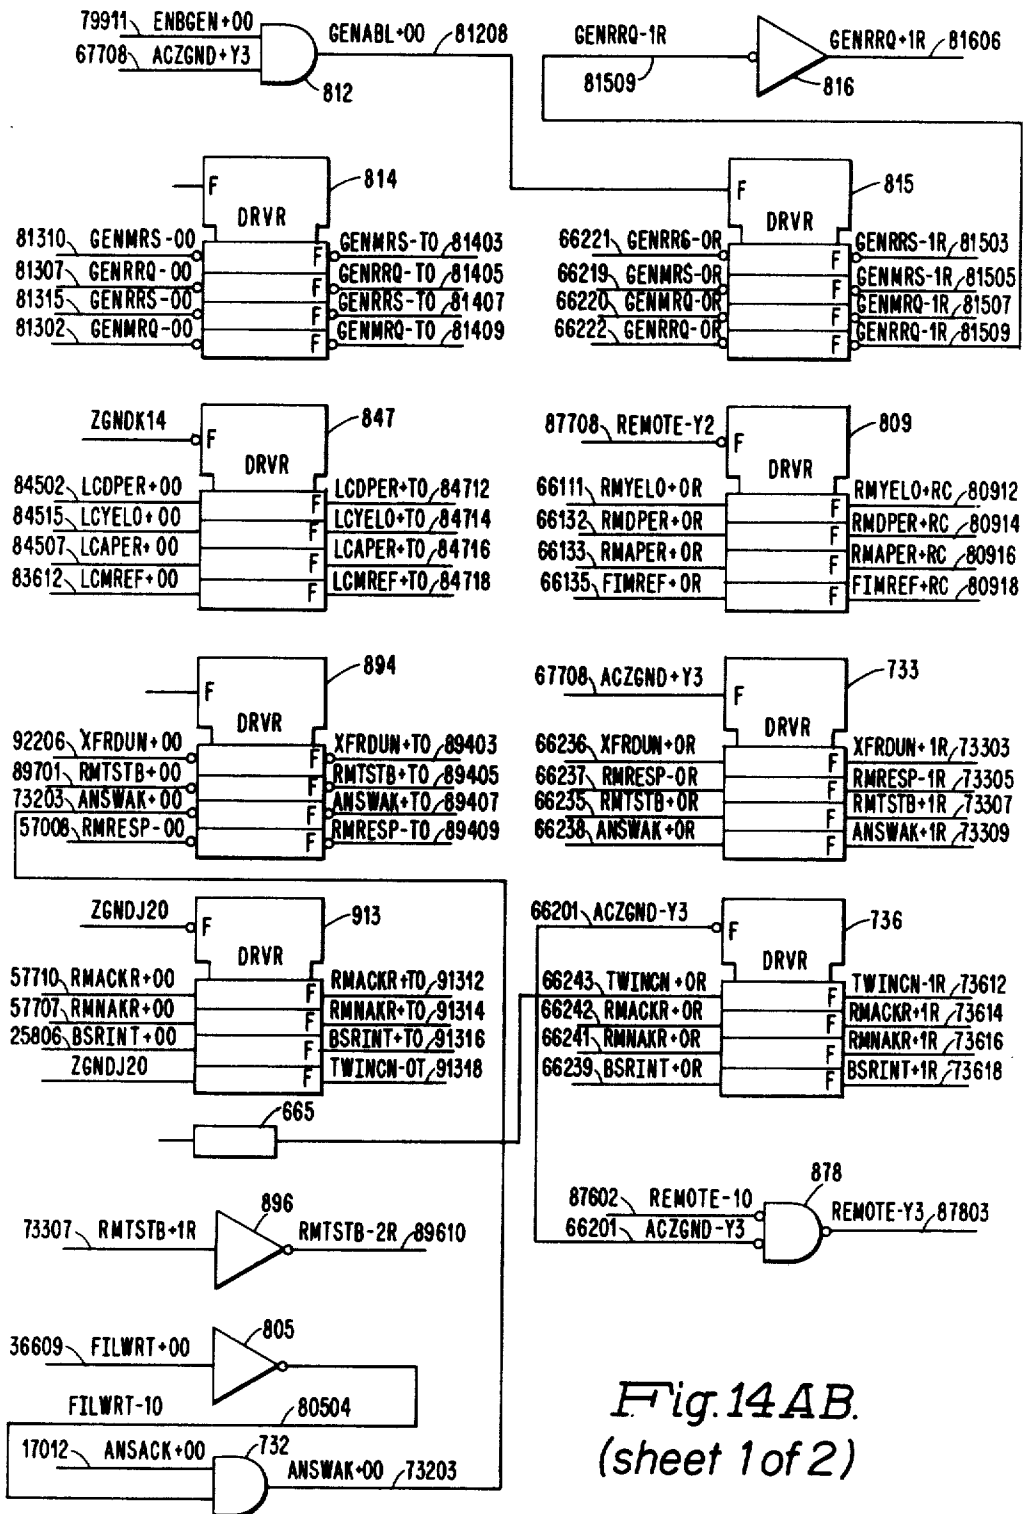 79911 ENBGEN+00
67708 ACZGND+Y3
812
GENABL+00 81208
GENRRQ-1R
81509
GENRRQ+1R 81606
816
F
DRVR
814
81310 GENMRS-00 F GENMRS-TO 81403
81307 GENRRQ-00 F GENRRQ-TO 81405
81315 GENRRS-00 F GENRRS-TO 81407
81302 GENMRQ-00 F GENMRQ-TO 81409
F
DRVR
815
66221 GENRRS-0R F GENRRS-1R 81503
66219 GENMRS-0R F GENMRS-1R 81505
66220 GENMRQ-0R F GENMRQ-1R 81507
66222 GENRRQ-0R F GENRRQ-1R 81509
ZGNDK14
F
DRVR
847
84502 LCDPER+00 F LCDPER+TO 84712
84515 LCYELO+00 F LCYELO+TO 84714
84507 LCAPER+00 F LCAPER+TO 84716
83612 LCMREF+00 F LCMREF+TO 84718
87708 REMOTE-Y2
F
DRVR
809
66111 RMYELO+0R F RMYELO+RC 80912
66132 RMDPER+0R F RMDPER+RC 80914
66133 RMAPER+0R F RMAPER+RC 80916
66135 FIMREF+0R F FIMREF+RC 80918
F
DRVR
894
92206 XFRDUN+00 F XFRDUN+TO 89403
89701 RMTSTB+00 F RMTSTB+TO 89405
73203 ANSWAK+00 F ANSWAK+TO 89407
57008 RMRESP-00 F RMRESP-TO 89409
67708 ACZGND+Y3
F
DRVR
733
66236 XFRDUN+0R F XFRDUN+1R 73303
66237 RMRESP-0R F RMRESP-1R 73305
66235 RMTSTB+0R F RMTSTB+1R 73307
66238 ANSWAK+0R F ANSWAK+1R 73309
ZGNDJ20
F
DRVR
913
57710 RMACKR+00 F RMACKR+TO 91312
57707 RMNAKR+00 F RMNAKR+TO 91314
25806 BSRINT+00 F BSRINT+TO 91316
ZGNDJ20 F TWINCN-OT 91318
66201 ACZGND-Y3
F
DRVR
736
66243 TWINCN+0R F TWINCN-1R 73612
66242 RMACKR+0R F RMACKR+1R 73614
66241 RMNAKR+0R F RMNAKR+1R 73616
66239 BSRINT+0R F BSRINT+1R 73618
665
878
87602 REMOTE-10
66201 ACZGND-Y3
REMOTE-Y3 87803
896
73307 RMTSTB+1R RMTSTB-2R 89610
805
36609 FILWRT+00
FILWRT-10 80504
17012 ANSACK+00
732
ANSWAK+00 73203
Fig. 14AB.
(sheet 1 of 2)